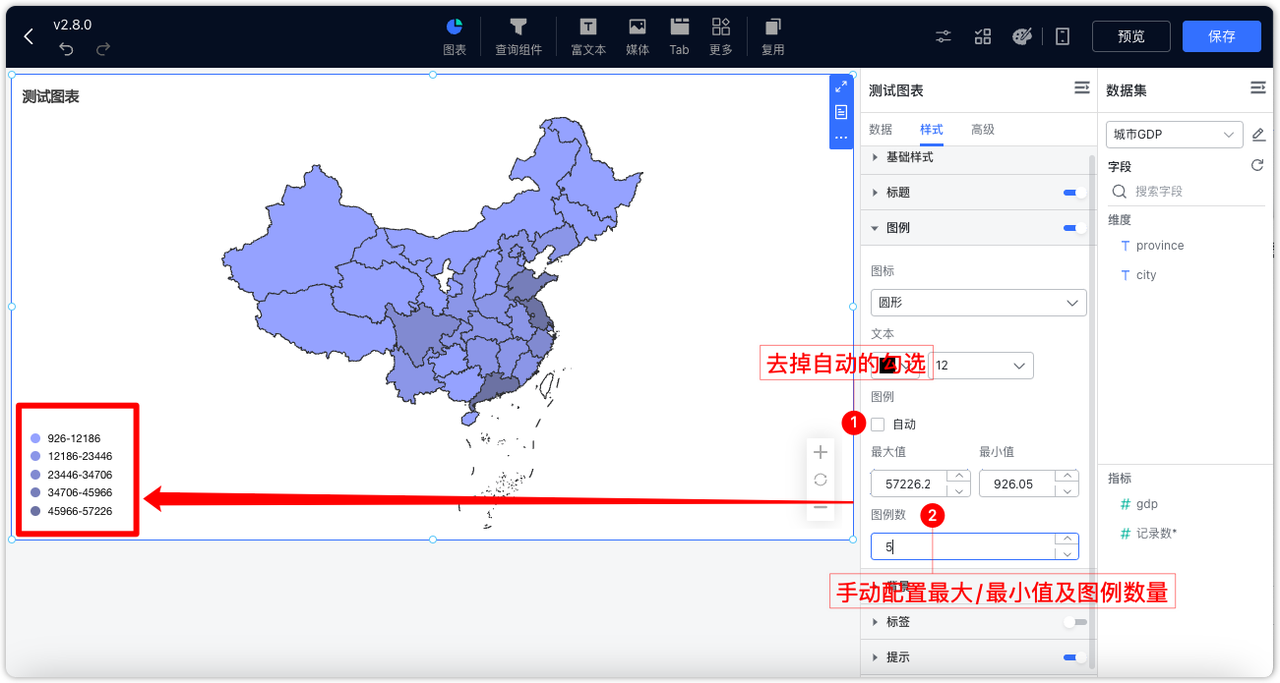 v2.8.0
图表
查询组件
富文本
媒体
Tab
更多
复用
预览
保存
测试图表
926-12186
12186-23446
23446-34706
34706-45966
45966-57226
测试图表
数据
样式
高级
基础样式
标题
图例
图标
圆形
文本
去掉自动的勾选
12
图例
1
自动
最大值
最小值
57226.2
926.05
图例数
2
5
背景
手动配置最大/最小值及图例数量
标签
提示
数据集
城市GDP
字段
搜索字段
维度
T province
T city
指标
# gdp
# 记录数*